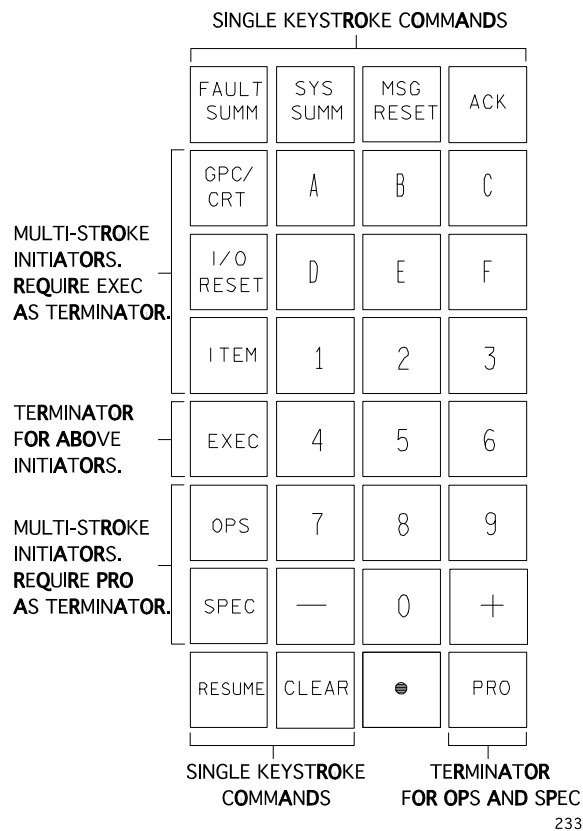 SINGLE KEYSTROKE COMMANDS
FAULT SUMM
SYS SUMM
MSG RESET
ACK
GPC/ CRT
A
B
C
MULTI-STROKE
INITIATORS.
REQUIRE EXEC
AS TERMINATOR.
I/O RESET
D
E
F
ITEM
1
2
3
TERMINATOR
FOR ABOVE
INITIATORS.
EXEC
4
5
6
MULTI-STROKE
INITIATORS.
REQUIRE PRO
AS TERMINATOR.
OPS
7
8
9
SPEC
—
0
+
RESUME
CLEAR
●
PRO
SINGLE KEYSTROKE
COMMANDS
TERMINATOR
FOR OPS AND SPEC
233